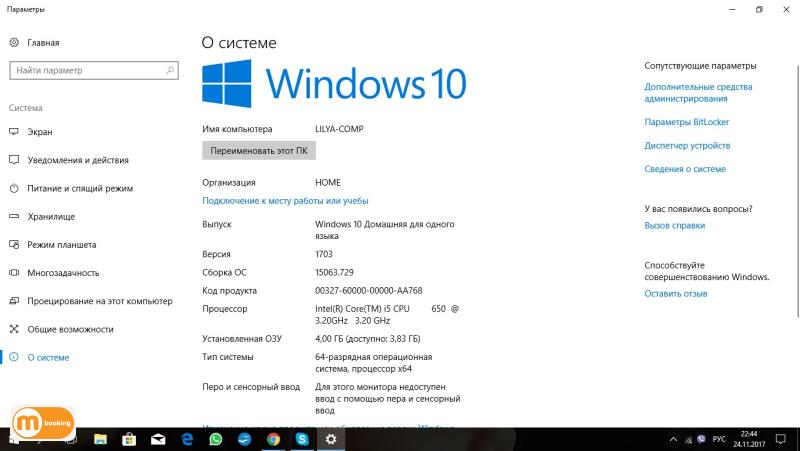 Параметры
Главная
Найти параметр
Система
Экран
Уведомления и действия
Питание и спящий режим
Хранилище
Режим планшета
Многозадачность
Проецирование на этот компьютер
Общие возможности
О системе
О системе
Windows 10
Имя компьютера LILYA-COMP
Переименовать этот ПК
Организация HOME
Подключение к месту работы или учебы
Выпуск Windows 10 Домашняя для одного
языка
Версия 1703
Сборка ОС 15063.729
Код продукта 00327-60000-00000-AA768
Процессор Intel(R) Core(TM) i5 CPU 650 @
3.20GHz 3.20 GHz
Установленная ОЗУ 4,00 ГБ (доступно: 3,83 ГБ)
Тип системы 64-разрядная операционная
система, процессор x64
Перо и сенсорный ввод Для этого монитора недоступен
ввод с помощью пера и сенсорный
ввод
Сопутствующие параметры
Дополнительные средства
администрирования
Параметры BitLocker
Диспетчер устройств
Сведения о системе
У вас появились вопросы?
Вызов справки
Способствуйте
совершенствованию Windows.
Оставить отзыв
m booking
РУС
22:44
24.11.2017